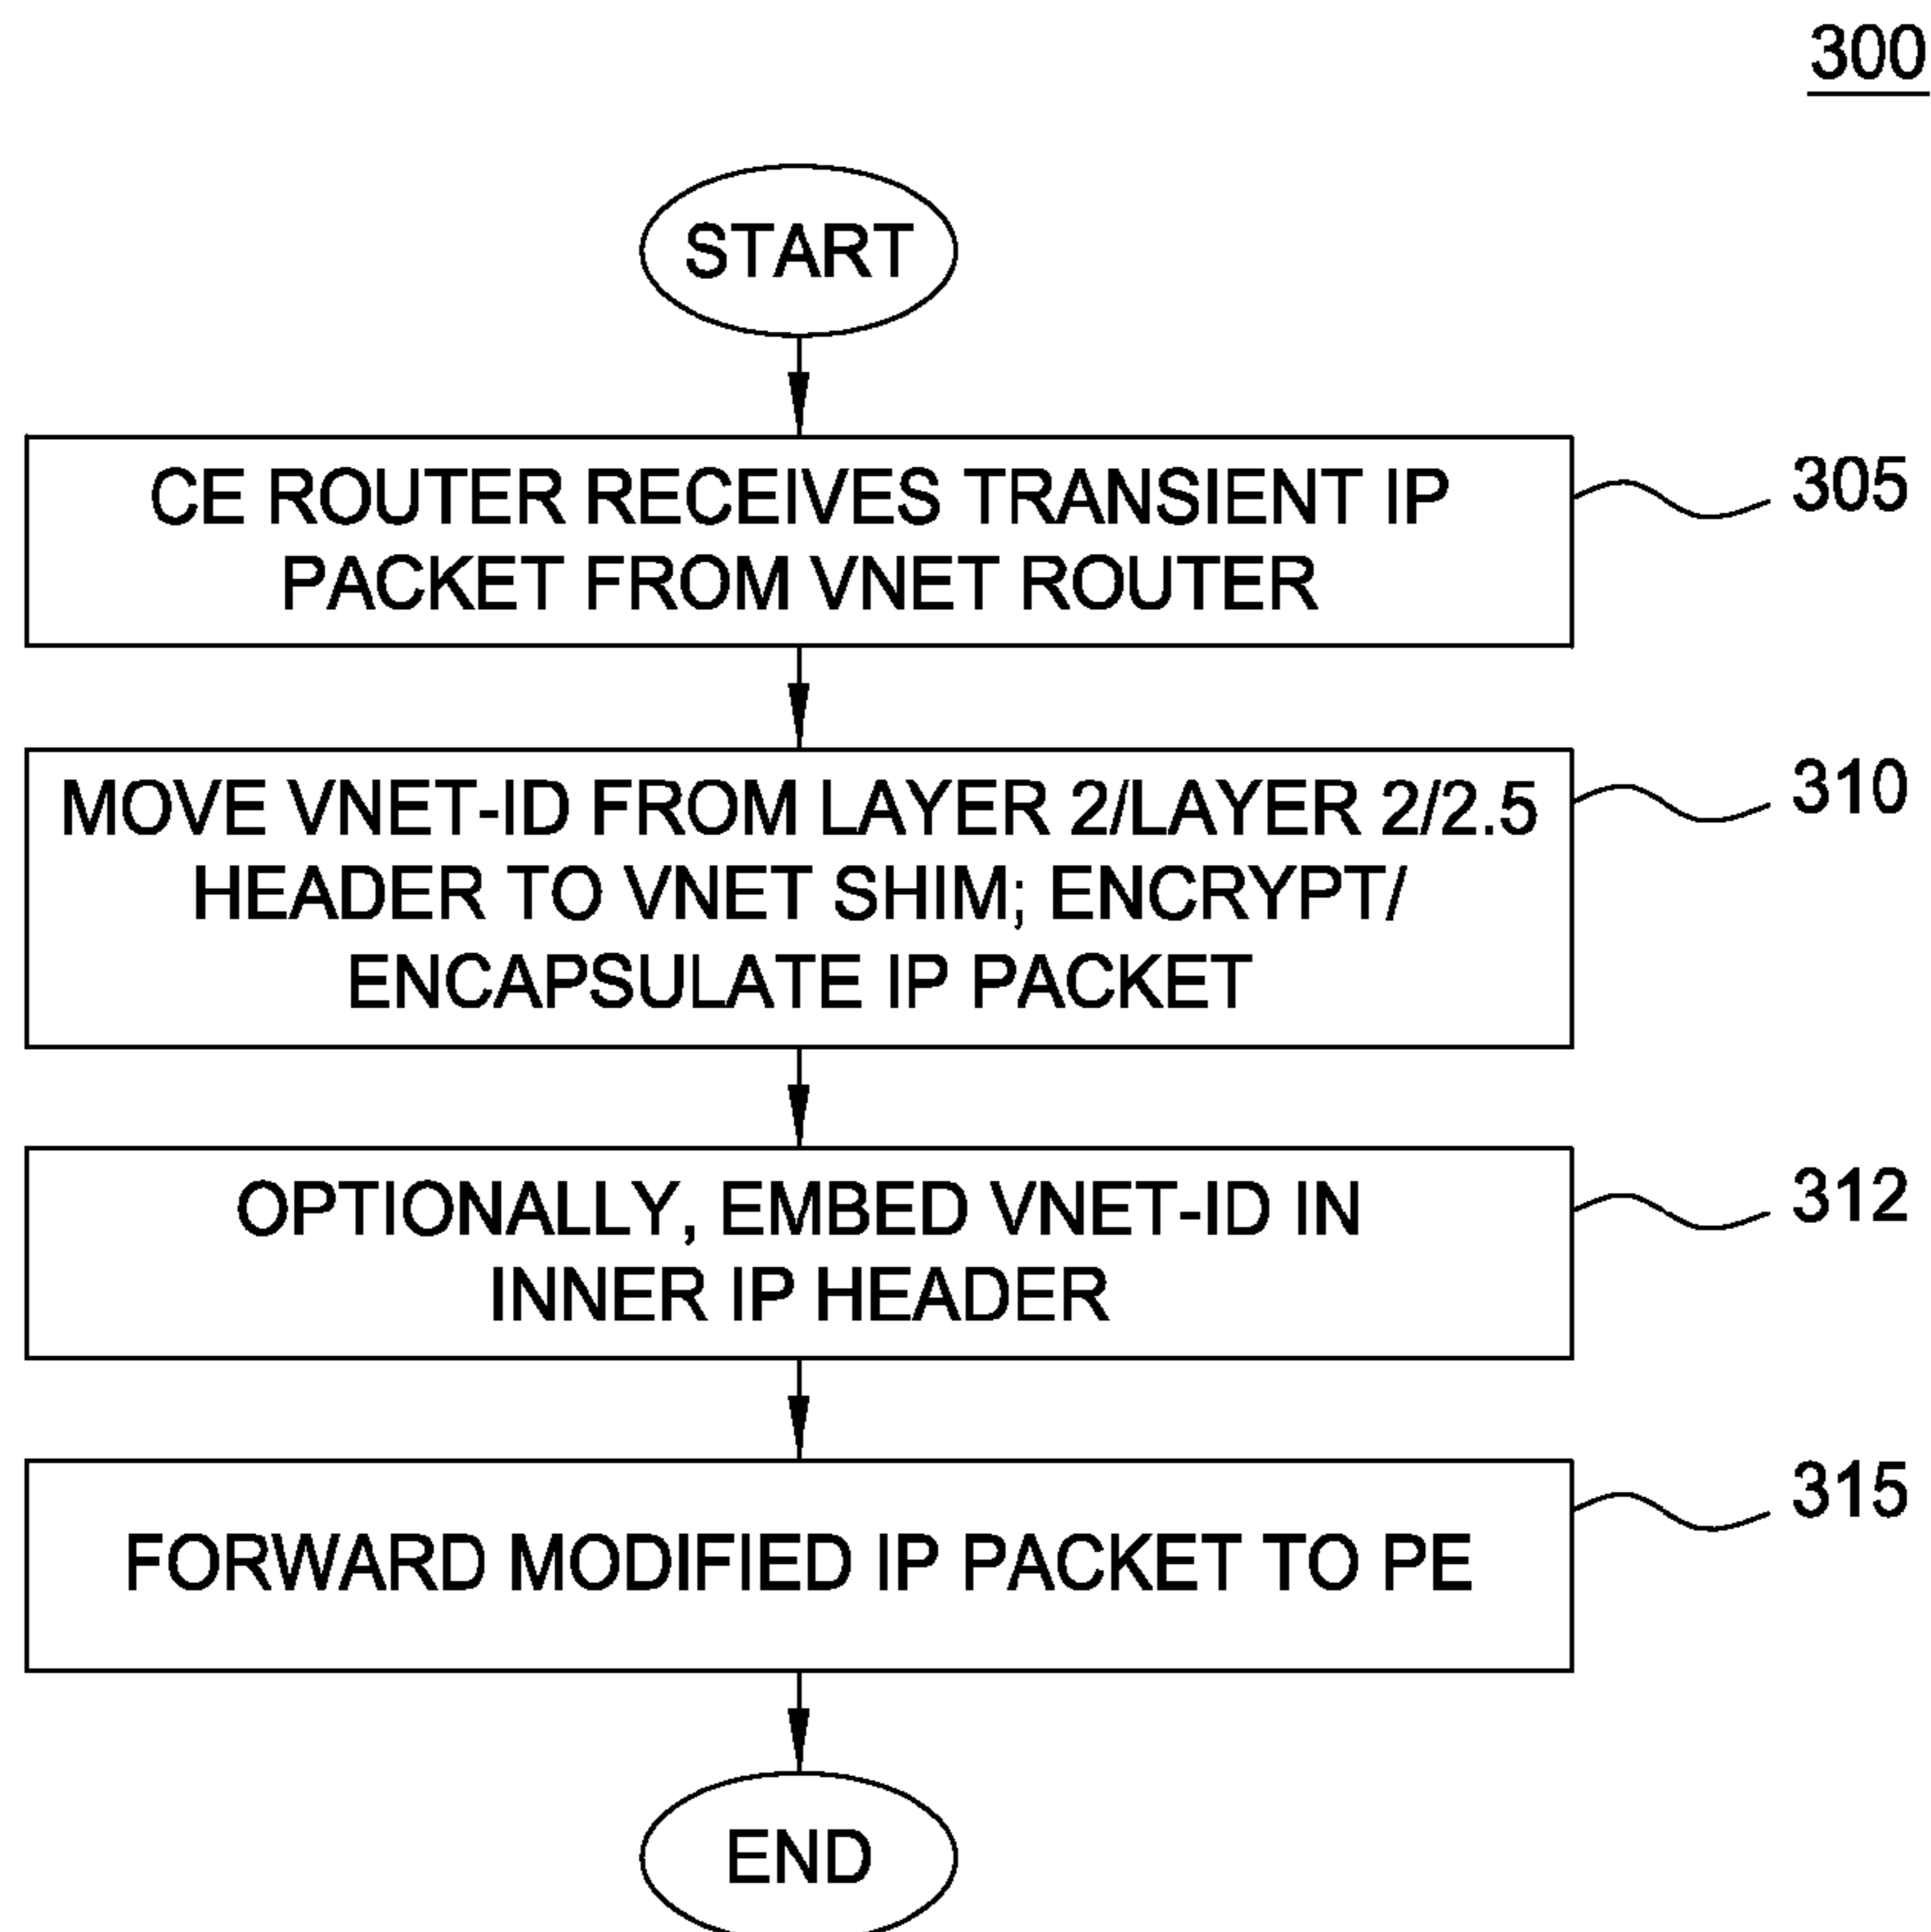 300
START
CE ROUTER RECEIVES TRANSIENT IP
PACKET FROM VNET ROUTER
305
MOVE VNET-ID FROM LAYER 2/LAYER 2/2.5
HEADER TO VNET SHIM; ENCRYPT/
ENCAPSULATE IP PACKET
310
OPTIONALLY, EMBED VNET-ID IN
INNER IP HEADER
312
FORWARD MODIFIED IP PACKET TO PE
315
END